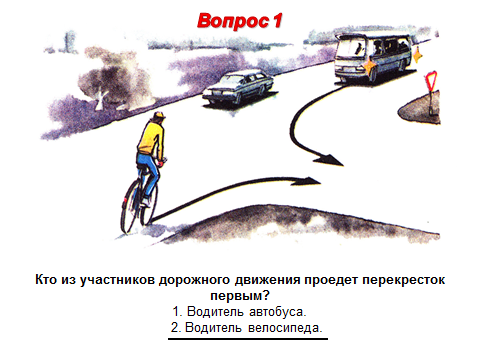 Вопрос 1
Кто из участников дорожного движения проедет перекресток
первым?
1. Водитель автобуса.
2. Водитель велосипеда.